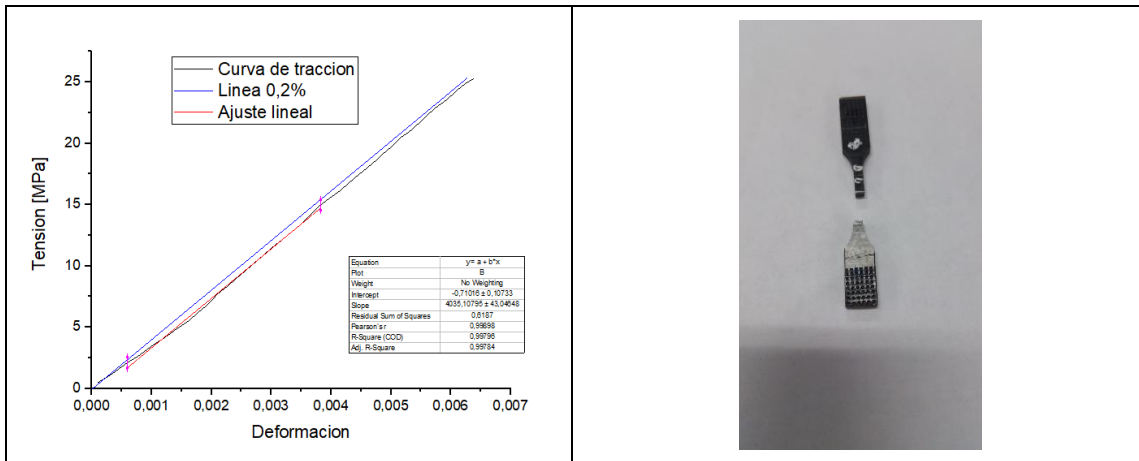 Curva de traccion
Linea 0,2%
Ajuste lineal
Tension [MPa]
25
20
15
10
5
0
0,000 0,001 0,002 0,003 0,004 0,005 0,006 0,007
Deformacion
Equation y= a + b*x
Plot B
Weight No Weighting
Intercept -0,71016 ± 0,10733
Slope 4035,10795 ± 43,04648
Residual Sum of Squares 0,6187
Pearson's r 0,99898
R-Square (COD) 0,99796
Adj. R-Square 0,99784